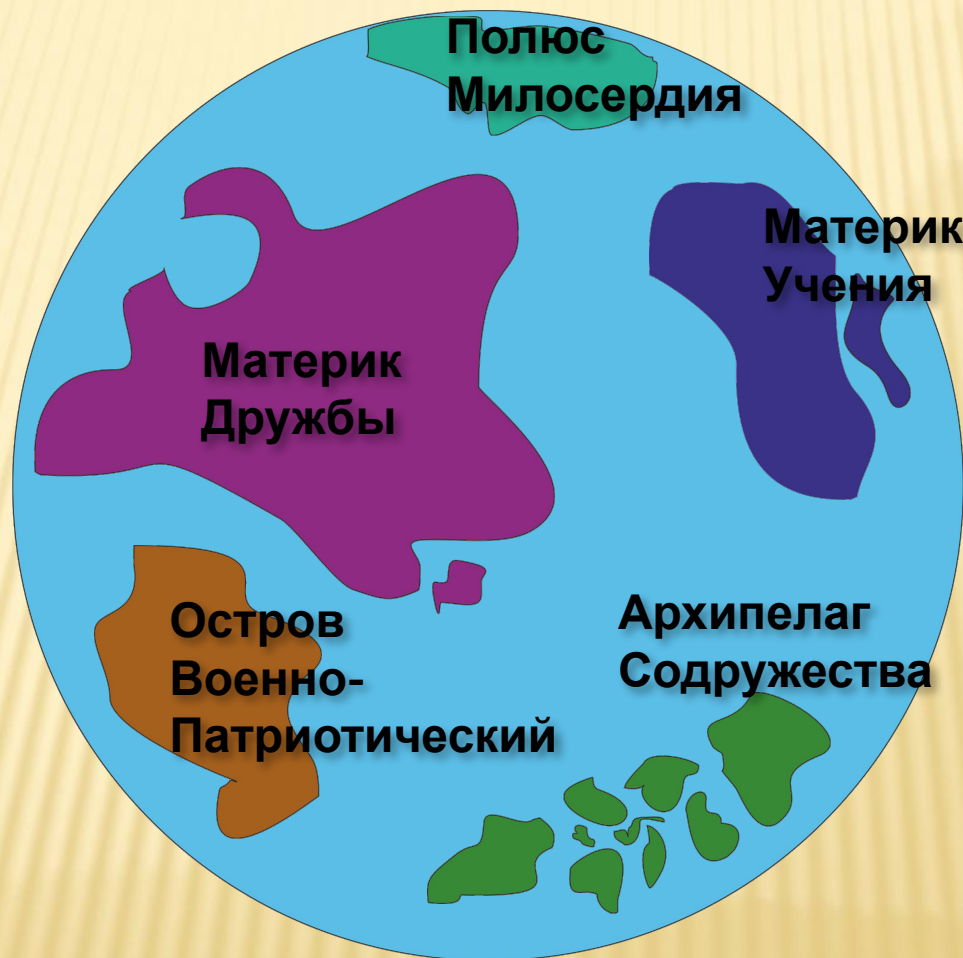 Полюс
Милосердия
Материк
Учения
Материк
Дружбы
Остров
Военно-
Патриотический
Архипелаг
Содружества